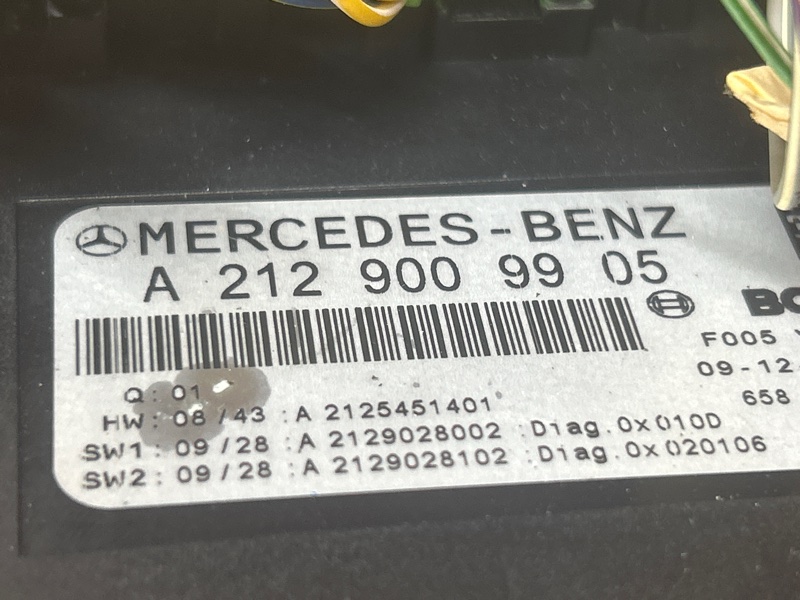 MERCEDES-BENZ
A 212 900 99 05
F005
Q: 01
09-12
HW: 08/43 :A 2125451401
658
SW1: 09/28 :A 2129028002 :Diag.0x010D
SW2: 09/28 :A 2129028102 :Diag.0x020106